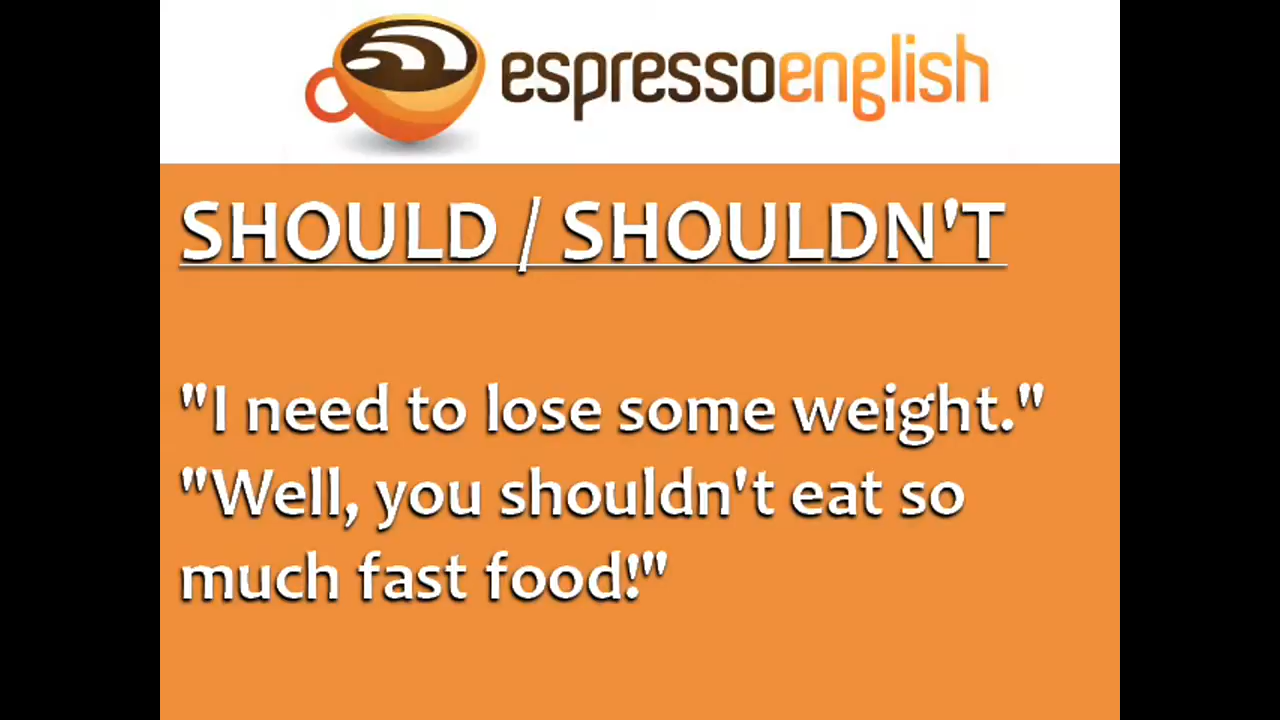 espressoenglish
SHOULD / SHOULDN'T
"I need to lose some weight."
"Well, you shouldn't eat so
much fast food!"